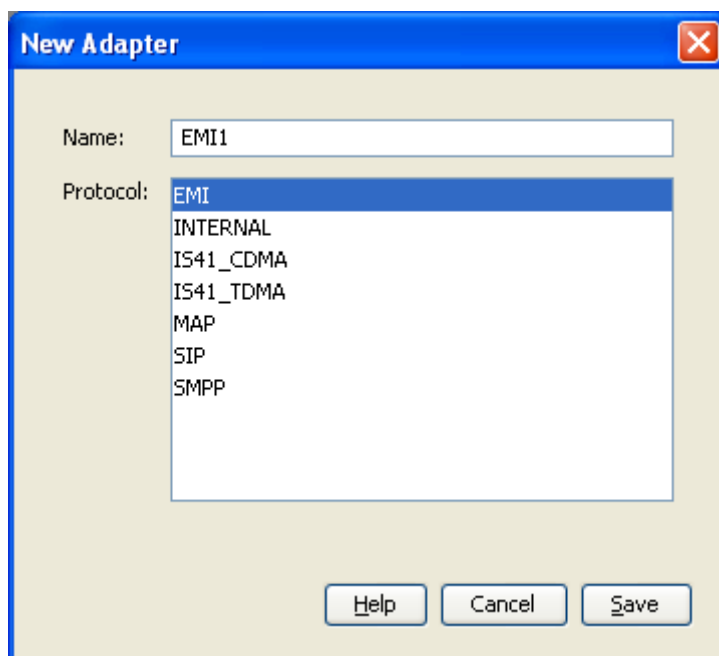 New Adapter
Name: EMI1
Protocol: EMI
INTERNAL
IS41_CDMA
IS41_TDMA
MAP
SIP
SMPP
Help Cancel Save